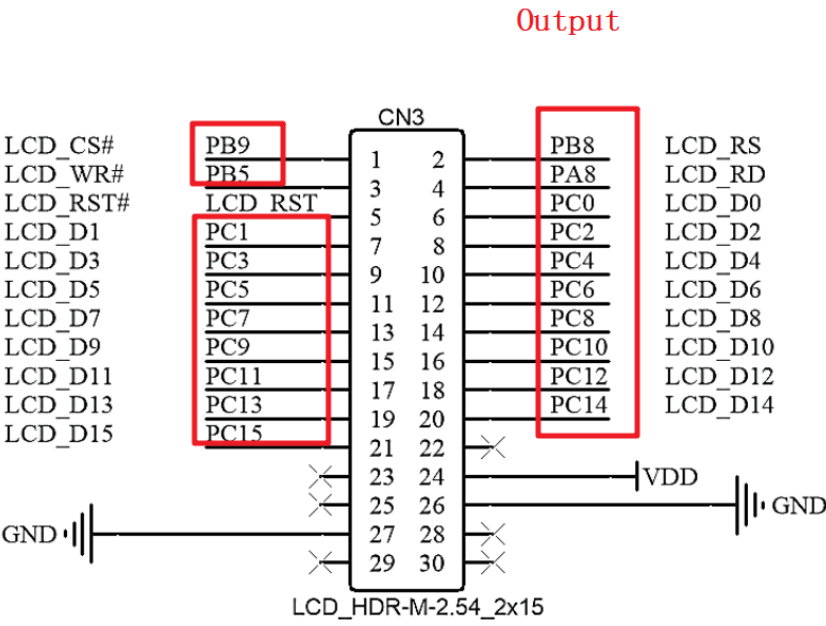 Output
CN3
LCD_CS# PB9 1 2 PB8 LCD_RS
LCD_WR# PB5 3 4 PA8 LCD_RD
LCD_RST# LCD_RST 5 6 PC0 LCD_D0
LCD_D1 PC1 7 8 PC2 LCD_D2
LCD_D3 PC3 9 10 PC4 LCD_D4
LCD_D5 PC5 11 12 PC6 LCD_D6
LCD_D7 PC7 13 14 PC8 LCD_D8
LCD_D9 PC9 15 16 PC10 LCD_D10
LCD_D11 PC11 17 18 PC12 LCD_D12
LCD_D13 PC13 19 20 PC14 LCD_D14
LCD_D15 PC15 21 22
23 24 VDD
25 26 GND
GND 27 28
29 30
LCD_HDR-M-2.54_2x15